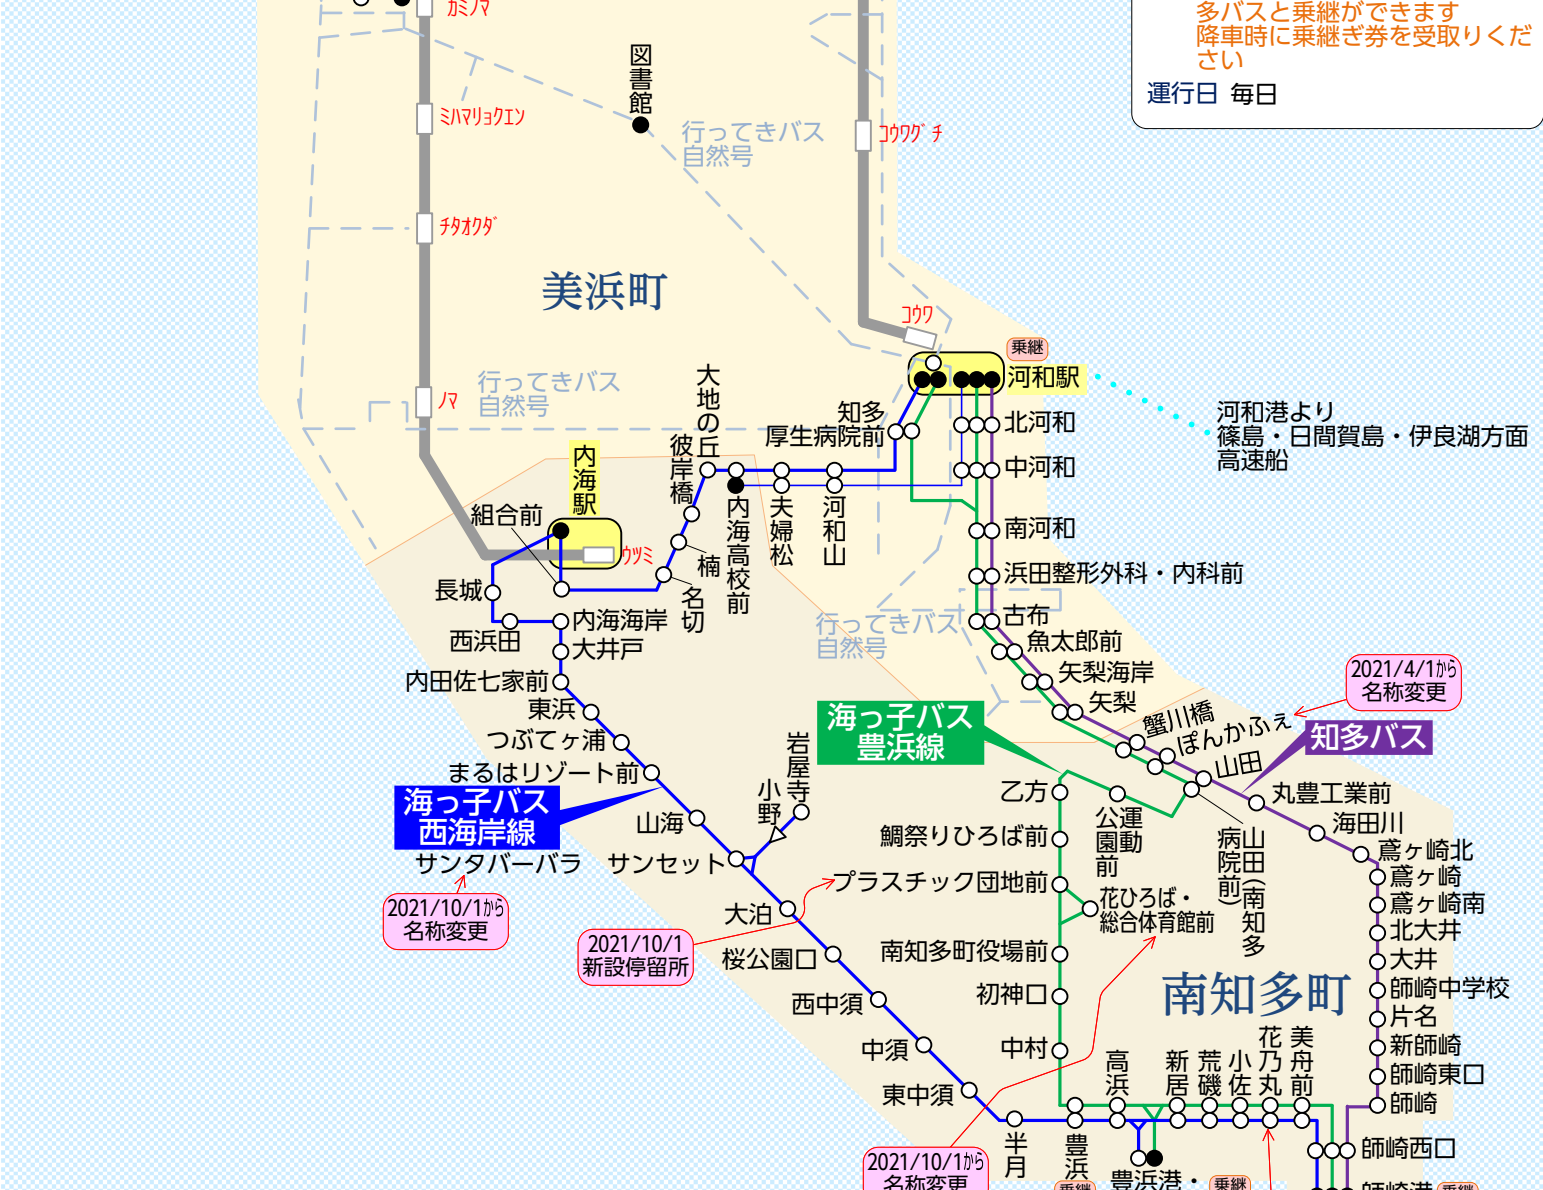 カミノマ
多バスと乗継ができます
降車時に乗継ぎ券を受取りくだ
さい
運行日 毎日
図書館
ミハマリョクエン
行ってきバス
自然号
コウワグチ
チタオクダ
美浜町
コウワ
乗継
河和駅
ノマ
行ってきバス
自然号
大地の丘
知多
厚生病院前
北河和
河和港より
篠島・日間賀島・伊良湖方面
高速船
彼岸橋
中河和
内海駅
組合前
ウツミ
楠
名切
内海高校前
夫婦松
河和山
南河和
浜田整形外科・内科前
長城
西浜田
内海海岸
大井戸
行ってきバス
自然号
古布
魚太郎前
矢梨海岸
矢梨
2021/4/1から
名称変更
内田佐七家前
東浜
つぶてヶ浦
まるはリゾート前
海っ子バス
豊浜線
蟹川橋
ぽんかふぇ
山田
知多バス
海っ子バス
西海岸線
山海
小野
岩屋寺
乙方
公園前
運動
丸豊工業前
海田川
サンタバーバラ
サンセット
鯛祭りひろば前
山田(南知多
病院前)
鳶ヶ崎北
鳶ヶ崎
鳶ヶ崎南
北大井
大井
師崎中学校
片名
新師崎
師崎東口
師崎
2021/10/1から
名称変更
プラスチック団地前
花ひろば・
総合体育館前
大泊
2021/10/1
新設停留所
桜公園口
南知多町役場前
南知多町
西中須
初神口
中須
中村
東中須
高浜
新居
荒磯
小佐
花乃丸
美舟前
半月
豊浜
師崎西口
2021/10/1から
名称変更
乗継
豊浜港・
乗継
師崎港
乗継